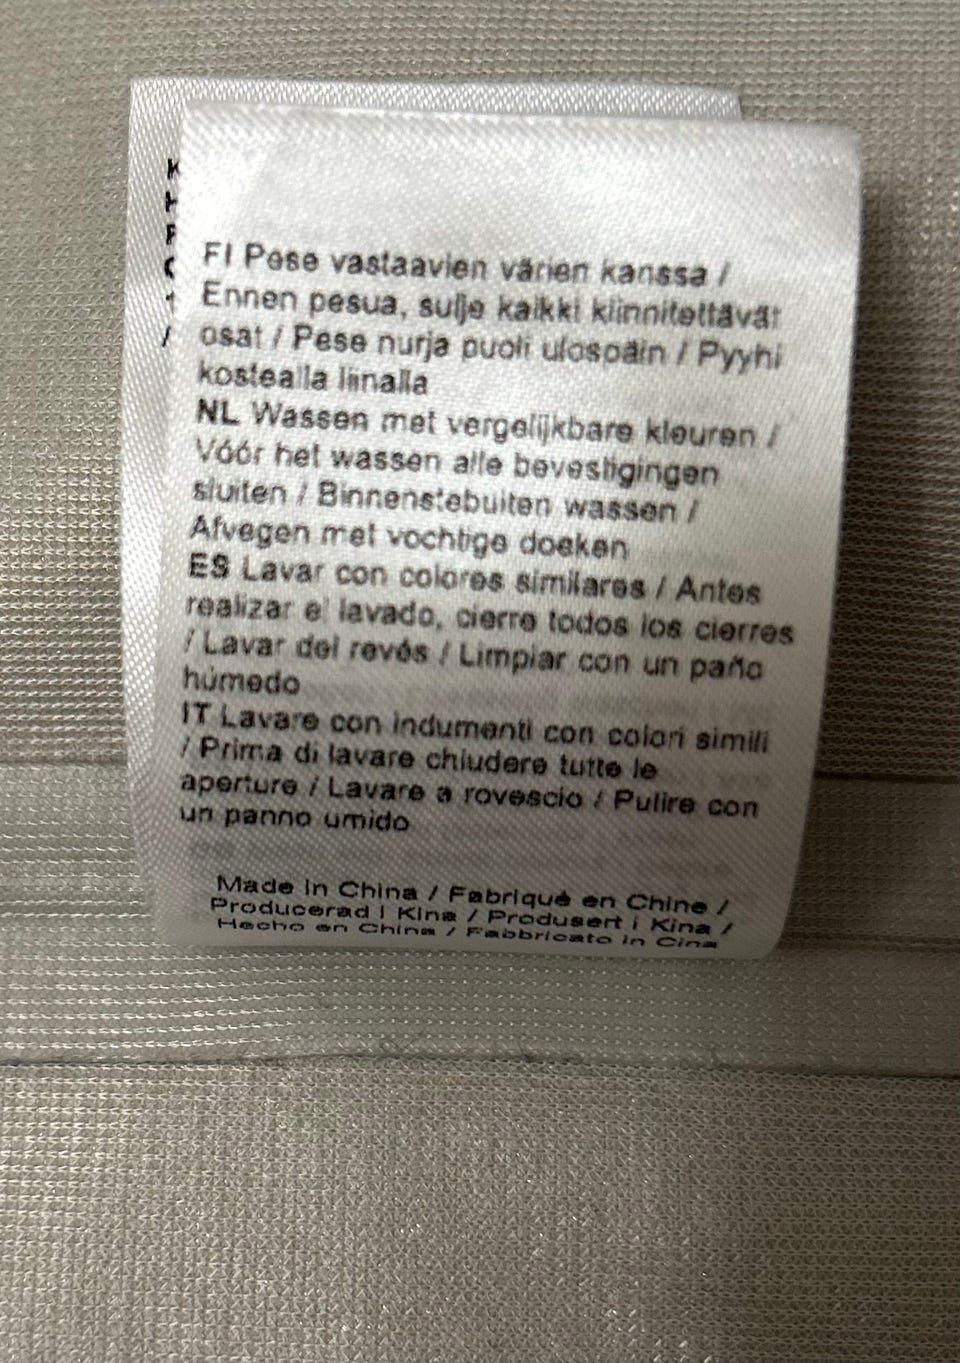 FI Pese vastaavien värien kanssa /
Ennen pesua, sulje kaikki kiinnitettävät
osat / Pese nurja puoli ulospäin / Pyyhi
kostealla liinalla
NL Wassen met vergelijkbare kleuren /
Vóór het wassen alle bevestigingen
sluiten / Binnenstebuiten wassen /
Afvegen met vochtige doeken
ES Lavar con colores similares / Antes
realizar el lavado, cierre todos los cierres
/ Lavar del revés / Limpiar con un paño
húmedo
IT Lavare con indumenti con colori simili
/ Prima di lavare chiudere tutte le
aperture / Lavare a rovescio / Pulire con
un panno umido
Made in China / Fabriqué en Chine /
Producerad i Kina / Produsert i Kina /
Hecho en China / Fabbricato in Cina